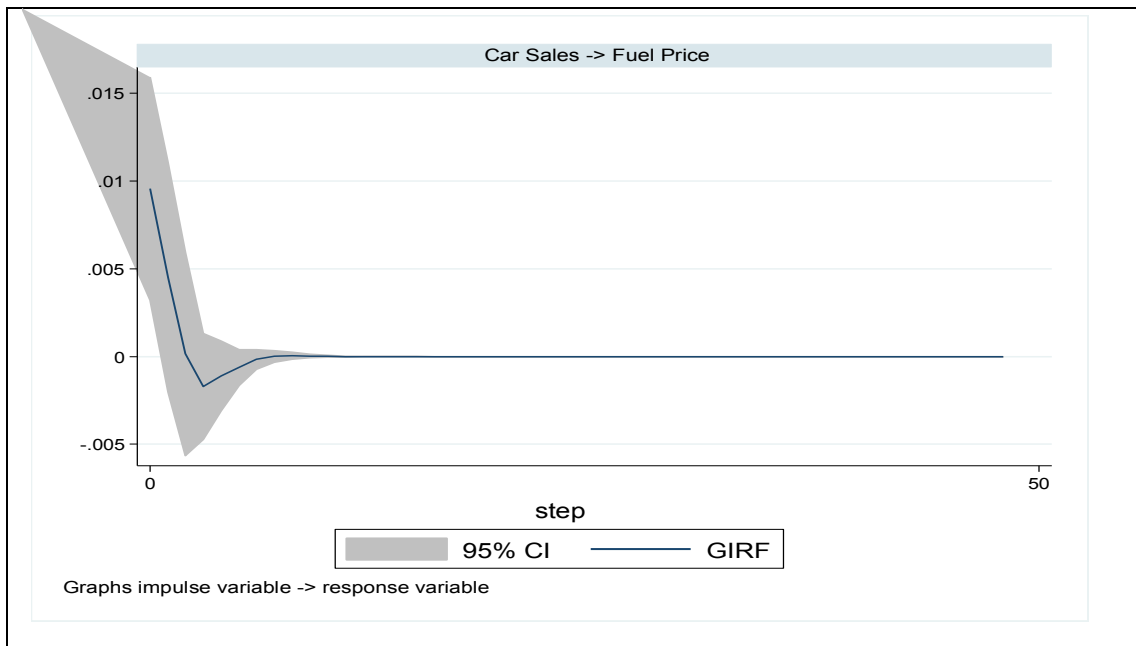 Car Sales -> Fuel Price
.015
.01
.005
0
-.005
0 50
step
95% CI GIRF
Graphs impulse variable -> response variable